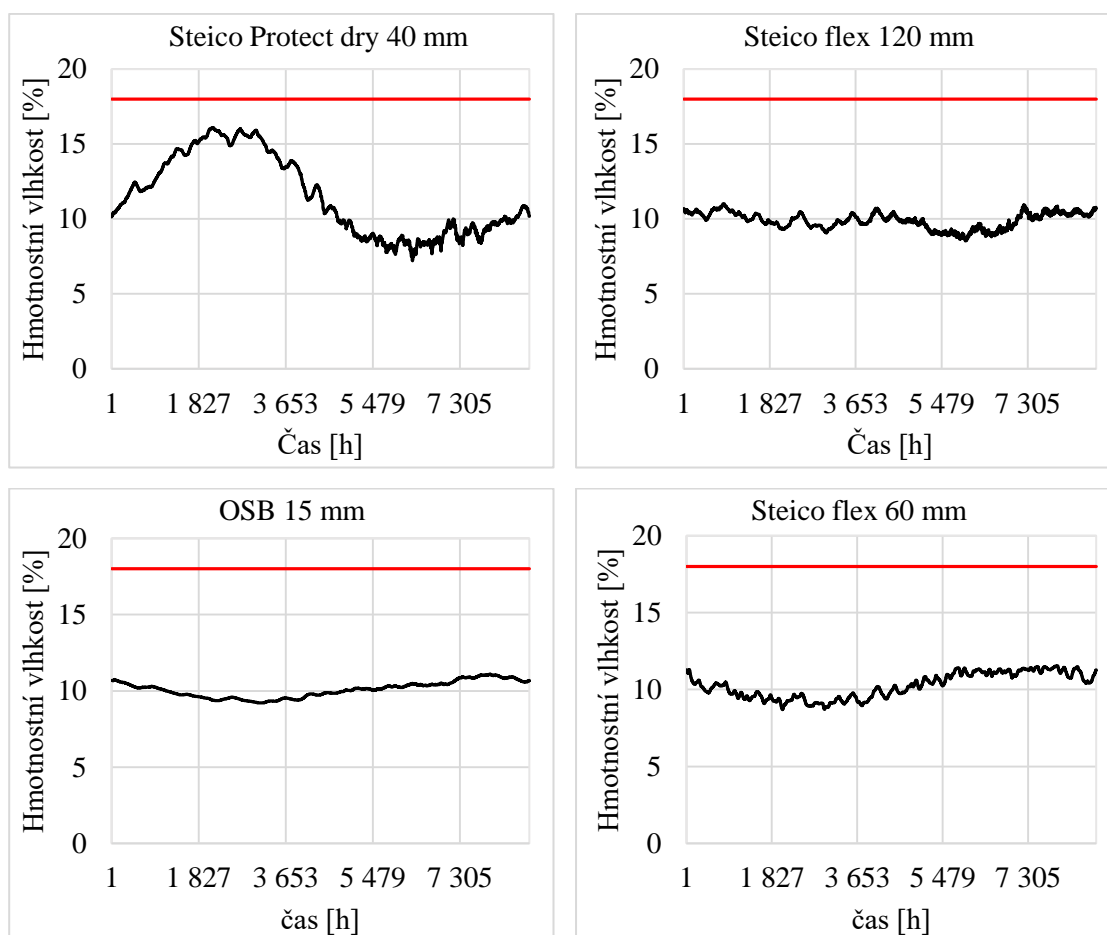 Steico Protect dry 40 mm
Hmotnostní vlhkost [%]
20
15
10
5
0
1 1 827 3 653 5 479 7 305
Čas [h]
Steico flex 120 mm
Hmotnostní vlhkost [%]
20
15
10
5
0
1 1 827 3 653 5 479 7 305
Čas [h]
OSB 15 mm
Hmotnostní vlhkost [%]
20
15
10
5
0
1 1 827 3 653 5 479 7 305
čas [h]
Steico flex 60 mm
Hmotnostní vlhkost [%]
20
15
10
5
0
1 1 827 3 653 5 479 7 305
čas [h]